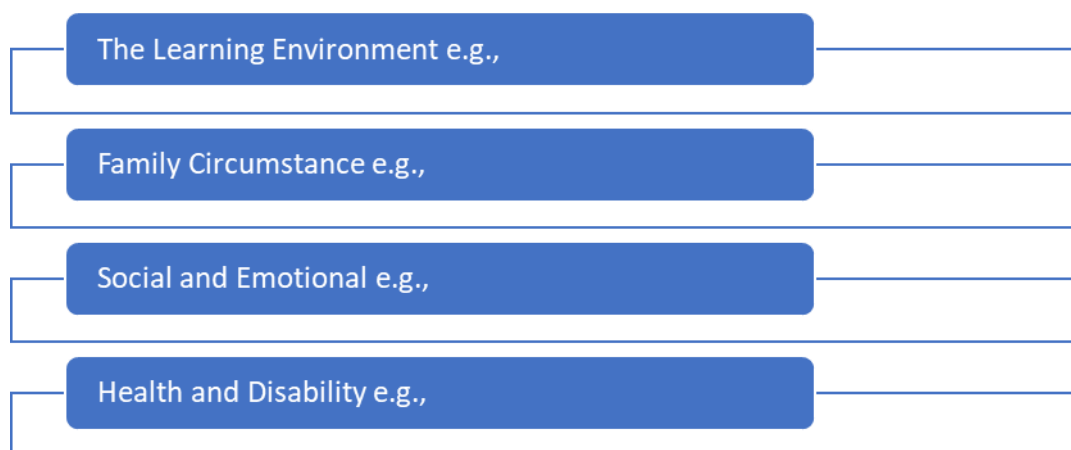 The Learning Environment e.g.,
Family Circumstance e.g.,
Social and Emotional e.g.,
Health and Disability e.g.,